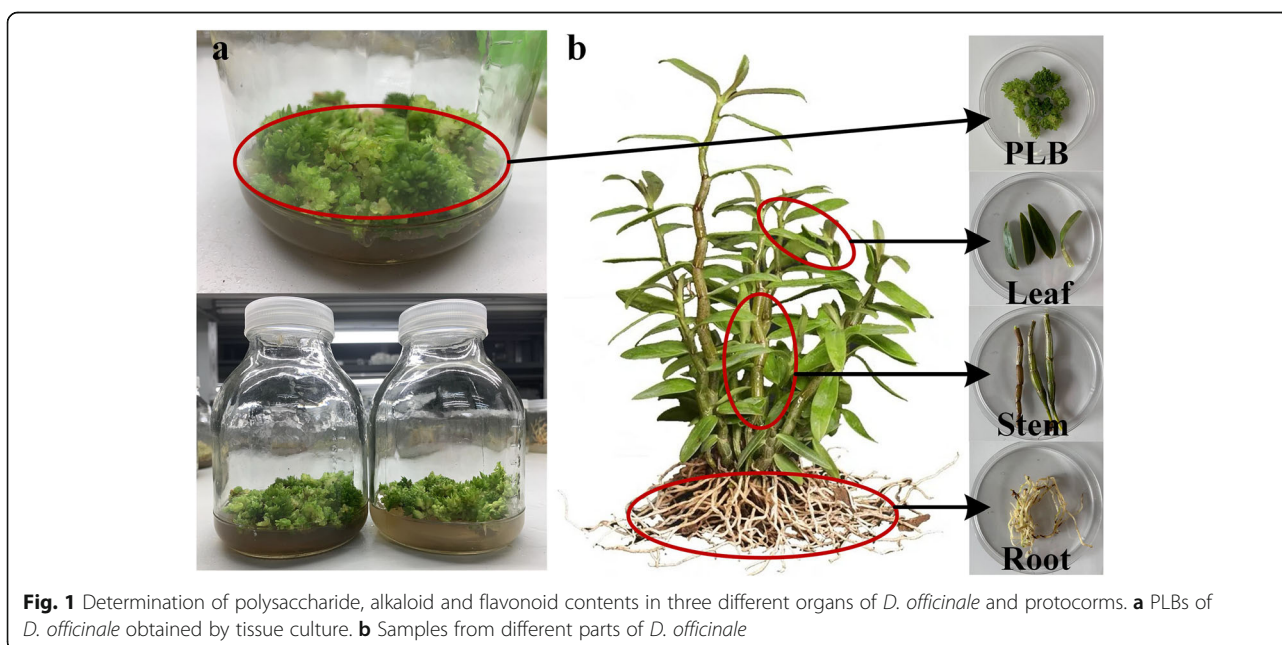 a
b
PLB
Leaf
Stem
Root
Fig. 1 Determination of polysaccharide, alkaloid and flavonoid contents in three different organs of D. officinale and protocorms. a PLBs of
D. officinale obtained by tissue culture. b Samples from different parts of D. officinale